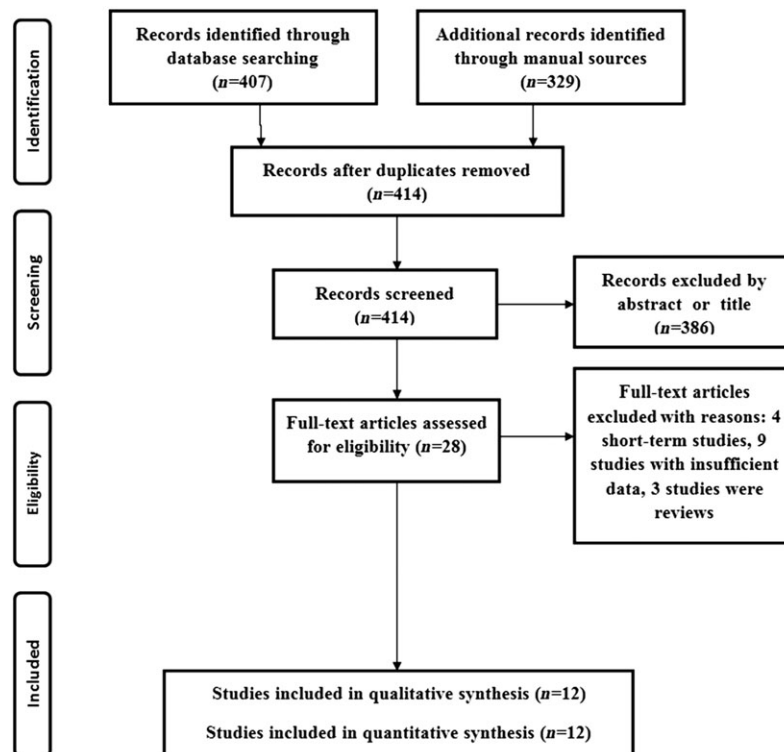 Identification
Records identified through
database searching
(n=407)
Additional records identified
through manual sources
(n=329)
Records after duplicates removed
(n=414)
Screening
Records screened
(n=414)
Records excluded by
abstract or title
(n=386)
Eligibility
Full-text articles assessed
for eligibility (n=28)
Full-text articles
excluded with reasons: 4
short-term studies, 9
studies with insufficient
data, 3 studies were
reviews
Included
Studies included in qualitative synthesis (n=12)
Studies included in quantitative synthesis (n=12)